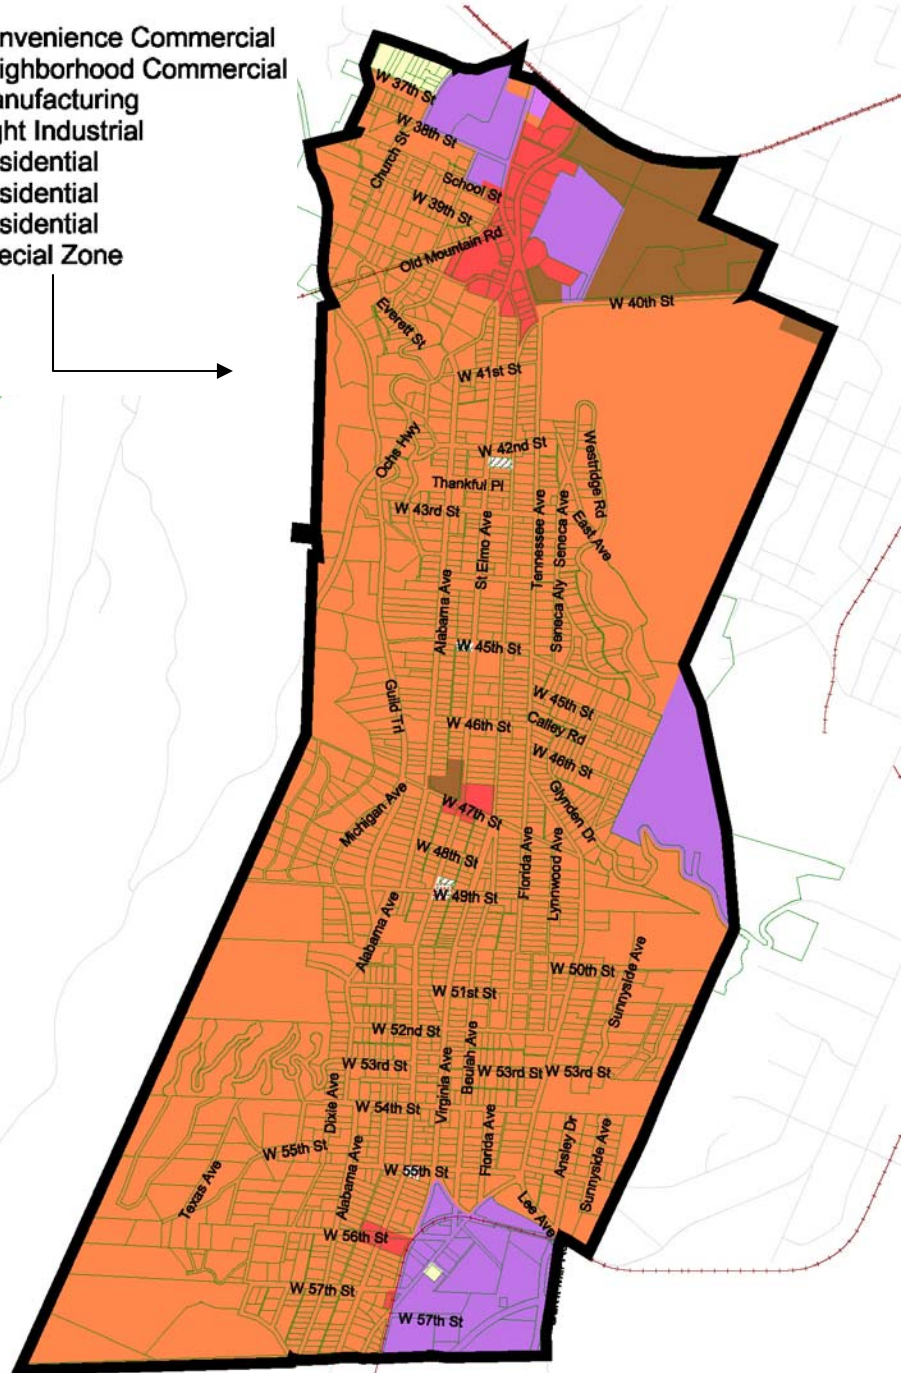 nvenience Commercial
ighborhood Commercial
anufacturing
ght Industrial
sidential
sidential
sidential
ecial Zone
W 37th St
W 38th St
Church St
School St
W 39th St
Old Mountain Rd
W 40th St
Everett St
W 41st St
W 42nd St
Ochs Hwy
Westridge Rd
Thankful Pl
W 43rd St
St Elmo Ave
Tennessee Ave
Seneca Ave
East Ave
Alabama Ave
Seneca Aly
W 45th St
Guild Trl
W 45th St
W 46th St
Calley Rd
W 46th St
Michigan Ave
W 47th St
Glynden Dr
W 48th St
Florida Ave
Lynnwood Ave
W 49th St
Alabama Ave
W 50th St
Sunnyside Ave
W 51st St
W 52nd St
W 53rd St
Virginia Ave
Beulah Ave
W 53rd St
W 53rd St
Dixie Ave
W 54th St
Florida Ave
Ansley Dr
Sunnyside Ave
W 55th St
Alabama Ave
W 55th St
Texas Ave
Lee Ave
W 56th St
W 57th St
W 57th St